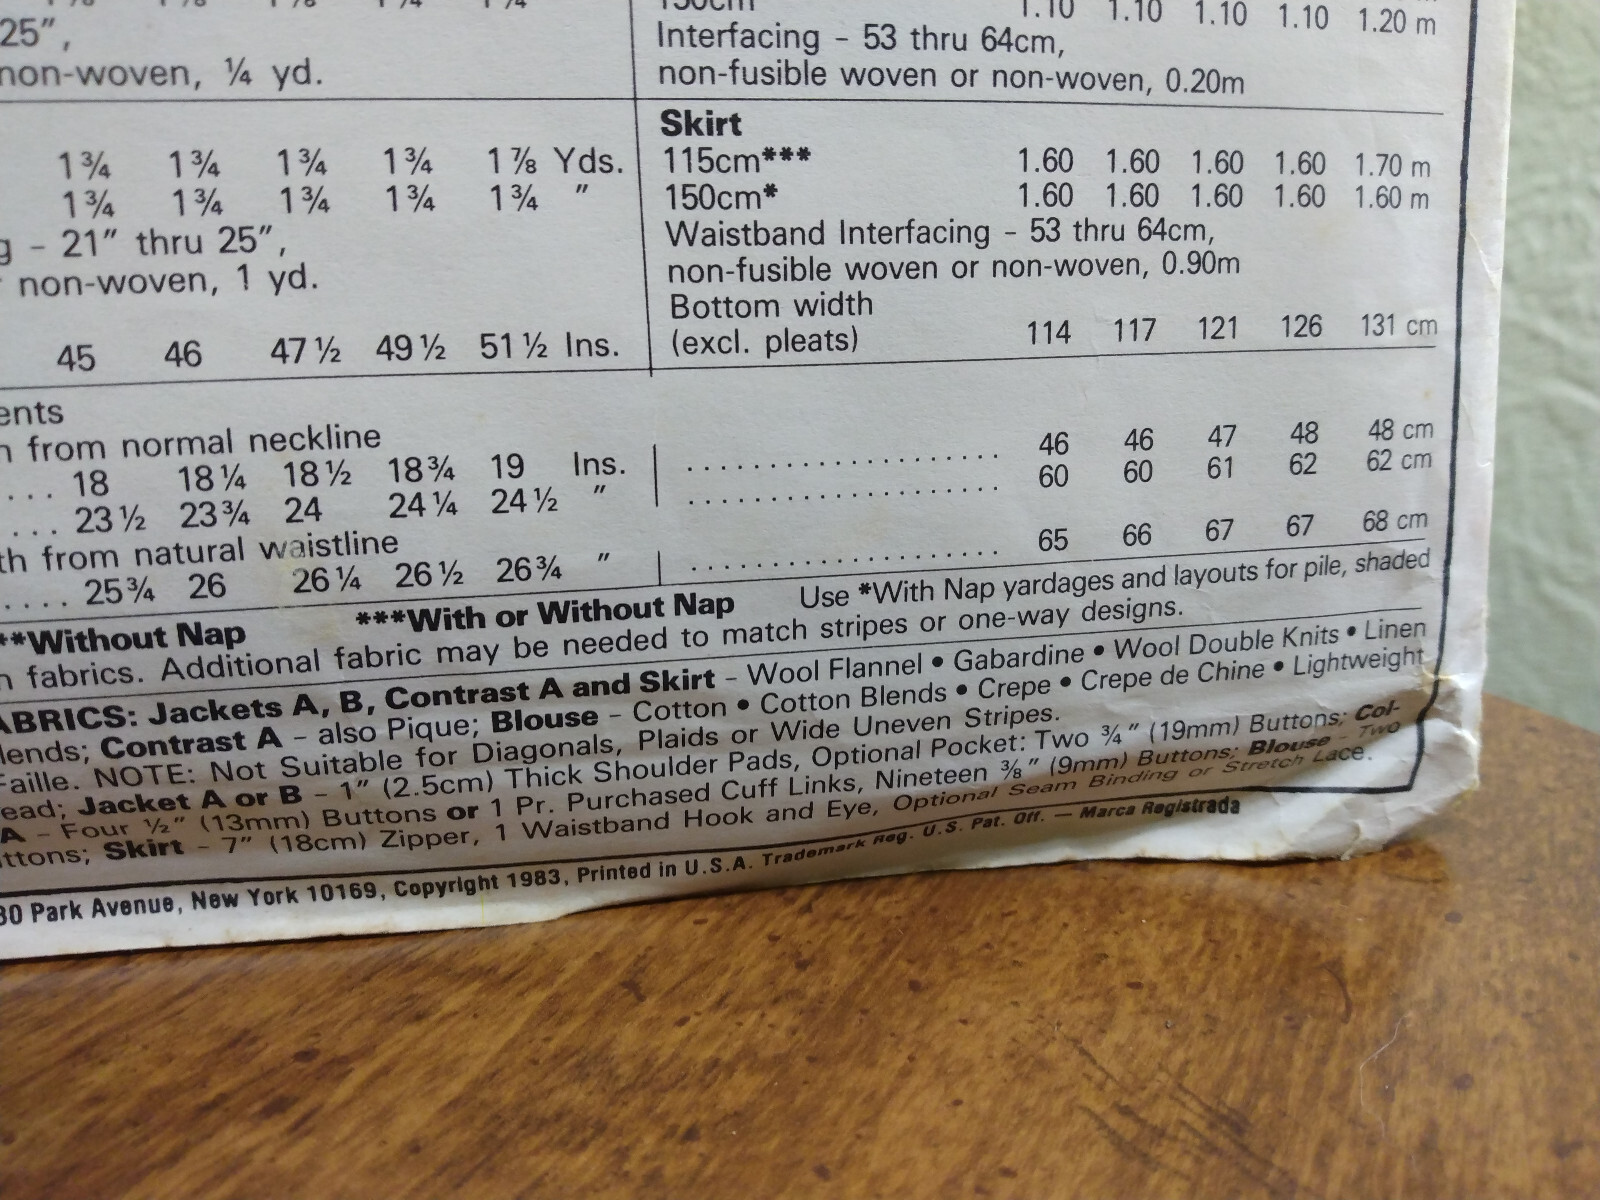 25″,
non-woven, ¼ yd.
1¾ 1¾ 1¾ 1¾ 1⅞ Yds.
1¾ 1¾ 1¾ 1¾ 1¾ ″
g - 21″ thru 25″,
non-woven, 1 yd.
45 46 47½ 49½ 51½ Ins.
150cm 1.10 1.10 1.10 1.10 1.20 m
Interfacing - 53 thru 64cm,
non-fusible woven or non-woven, 0.20m
Skirt
115cm*** 1.60 1.60 1.60 1.60 1.70 m
150cm* 1.60 1.60 1.60 1.60 1.60 m
Waistband Interfacing - 53 thru 64cm,
non-fusible woven or non-woven, 0.90m
Bottom width
(excl. pleats) 114 117 121 126 131 cm
ents
n from normal neckline
.... 18 18¼ 18½ 18¾ 19 Ins. ........................... 46 46 47 48 48 cm
.... 23½ 23¾ 24 24¼ 24½ ″ ........................... 60 60 61 62 62 cm
th from natural waistline
.... 25¾ 26 26¼ 26½ 26¾ ″ ........................... 65 66 67 67 68 cm
**Without Nap ***With or Without Nap Use *With Nap yardages and layouts for pile, shaded
n fabrics. Additional fabric may be needed to match stripes or one-way designs.
ABRICS: Jackets A, B, Contrast A and Skirt - Wool Flannel • Gabardine • Wool Double Knits • Linen
lends; Contrast A - also Pique; Blouse - Cotton • Cotton Blends • Crepe • Crepe de Chine • Lightweight
Faille. NOTE: Not Suitable for Diagonals, Plaids or Wide Uneven Stripes.
ead; Jacket A or B - 1″ (2.5cm) Thick Shoulder Pads, Optional Pocket: Two ¾″ (19mm) Buttons; Col-
A - Four ½″ (13mm) Buttons or 1 Pr. Purchased Cuff Links, Nineteen ⅜″ (9mm) Buttons; Blouse - Two
ttons; Skirt - 7″ (18cm) Zipper, 1 Waistband Hook and Eye, Optional Seam Binding or Stretch Lace.
30 Park Avenue, New York 10169, Copyright 1983, Printed in U.S.A. Trademark Reg. U.S. Pat. Off. — Marca Registrada